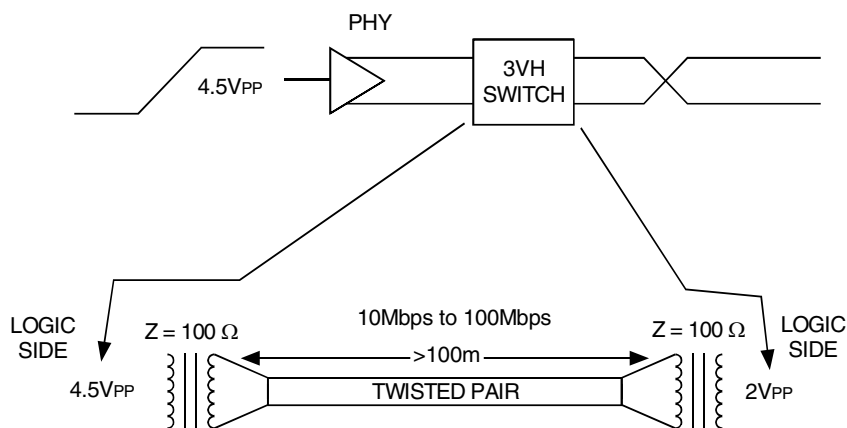 PHY
4.5VPP
3VH
SWITCH
LOGIC
SIDE
Z = 100 Ω
10Mbps to 100Mbps
Z = 100 Ω
LOGIC
SIDE
>100m
4.5VPP
TWISTED PAIR
2VPP